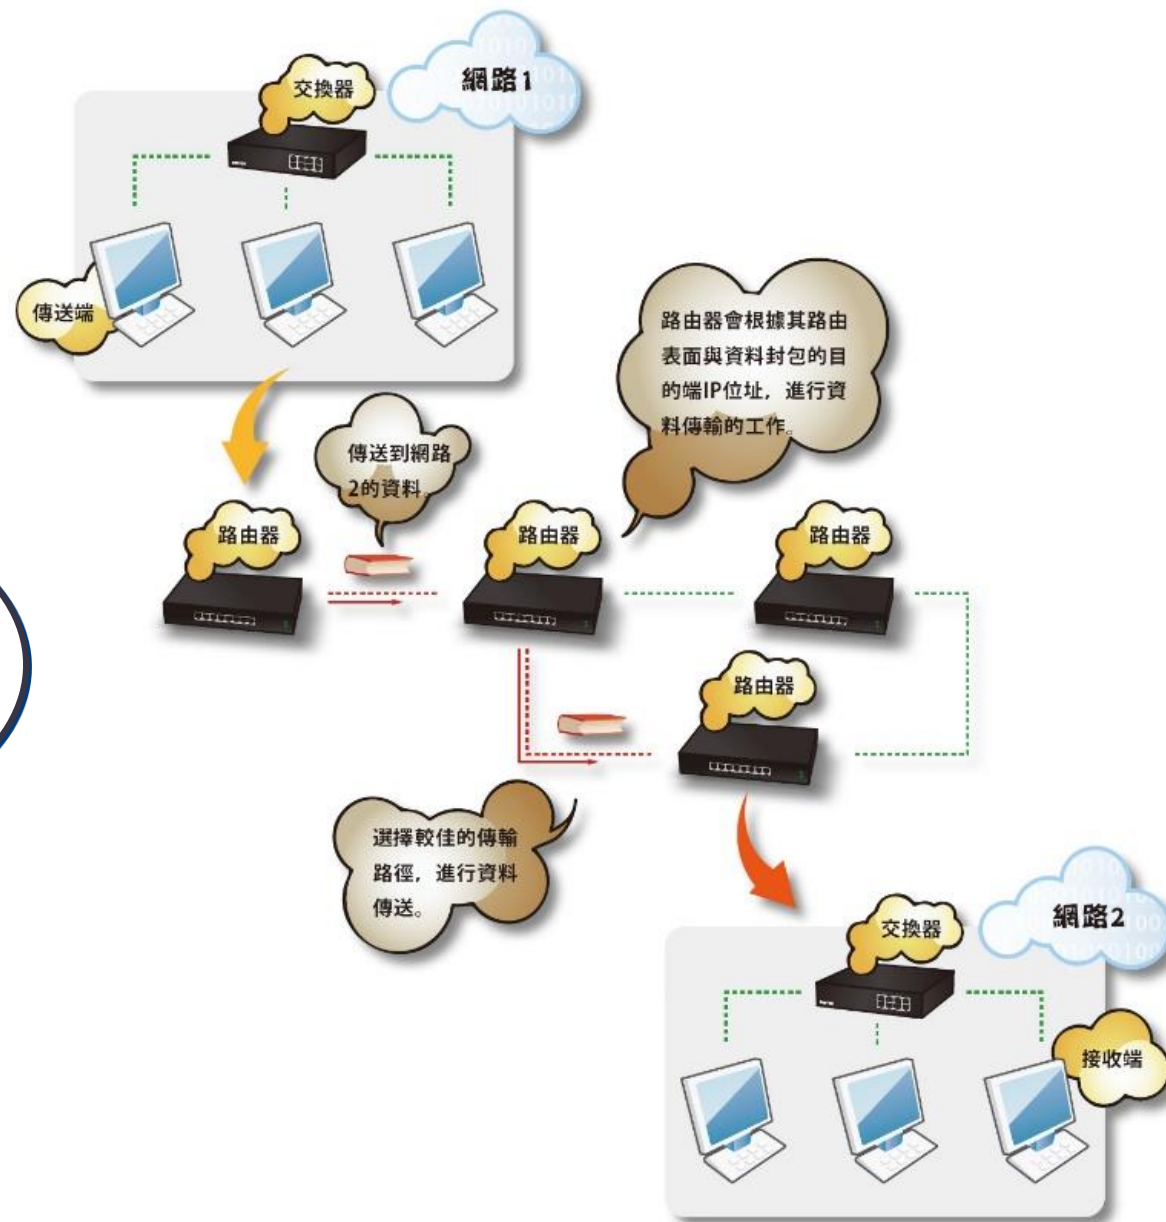 網路1
交換器
傳送端
路由器會根據其路由
表面與資料封包的目
的端IP位址，進行資
料傳輸的工作。
傳送到網路
2的資料。
路由器
路由器
路由器
路由器
選擇較佳的傳輸
路徑，進行資料
傳送。
網路2
交換器
接收端